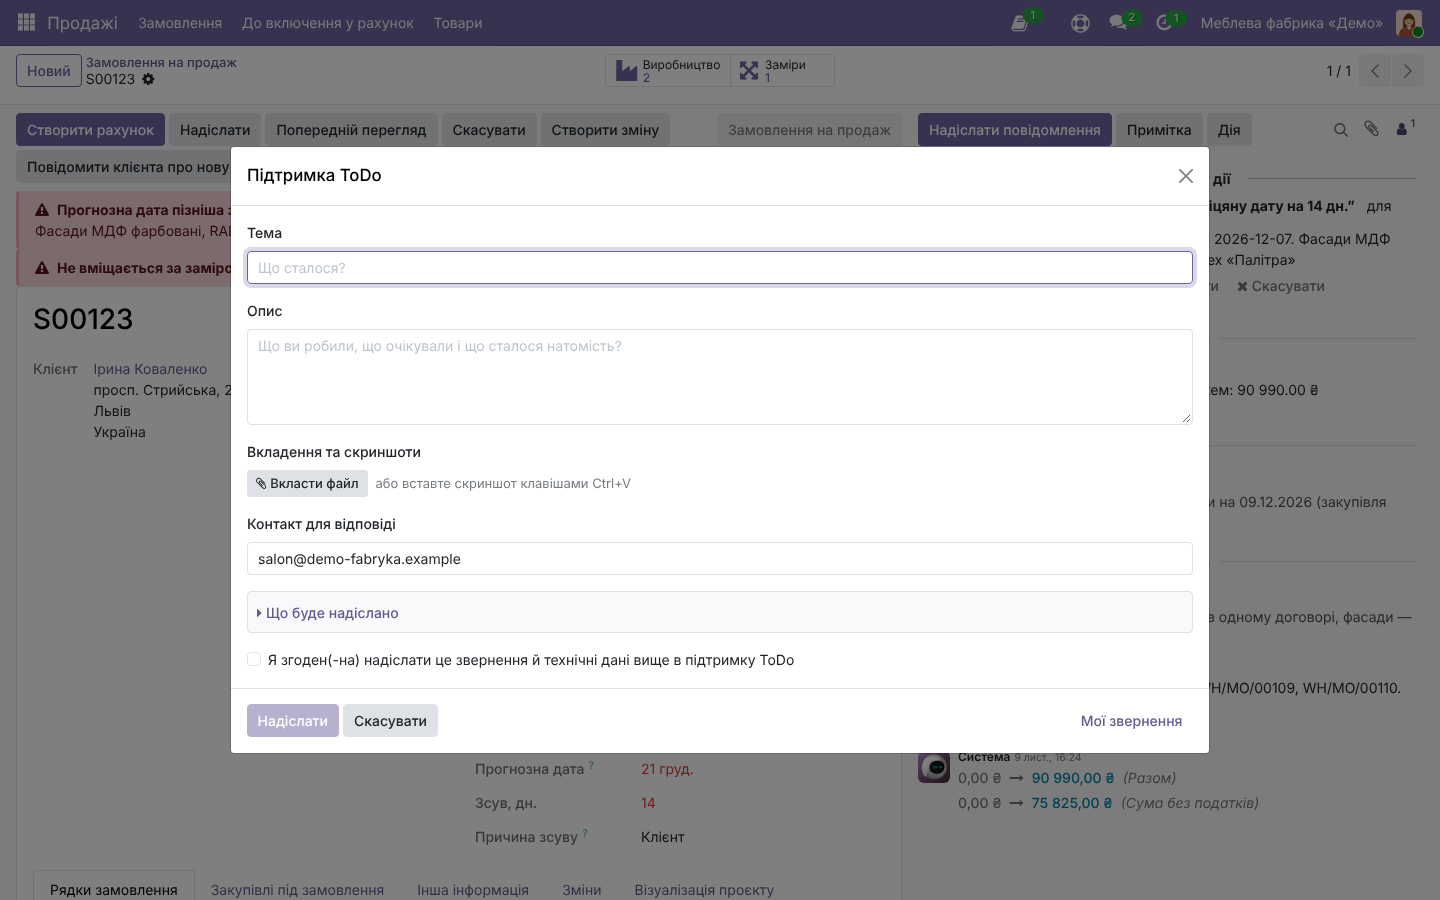 Продажі
Замовлення
До включення у рахунок
Товари
1
2
1
Меблева фабрика «Демо»
Новий
Замовлення на продаж
S00123
Виробництво
2
Заміри
1
1 / 1
Створити рахунок
Надіслати
Попередній перегляд
Скасувати
Створити зміну
Замовлення на продаж
Надіслати повідомлення
Примітка
Дія
1
Повідомити клієнта про нову
Підтримка ToDo
дії
Прогнозна дата пізніша
Фасади МДФ фарбовані,
дату на 14 дн.” для
2026-12-07. Фасади МДФ
«Палітра»
Не вміщається за
Скасувати
Тема
Що сталося?
Опис
Що ви робили, що очікували і що сталося натомість?
S00123
Клієнт
Ірина Коваленко
просп. Стрийська, 2
Львів
Україна
90 990.00 ₴
Вкладення та скриншоти
Вкласти файл
або вставте скриншот клавішами Ctrl+V
на 09.12.2026 (закупівля
Контакт для відповіді
salon@demo-fabryka.example
Що буде надіслано
в одному договорі, фасади —
Я згоден(-на) надіслати це звернення й технічні дані вище в підтримку ToDo
WH/MO/00110.
Надіслати
Скасувати
Мої звернення
Система 9 лист., 16:24
0,00 ₴ → 90 990,00 ₴ (Разом)
0,00 ₴ → 75 825,00 ₴ (Сума без податків)
Прогнозна дата ?
21 груд.
Зсув, дн.
14
Причина зсуву ?
Клієнт
Рядки замовлення
Закупівлі під замовлення
Інша інформація
Зміни
Візуалізація проєкту